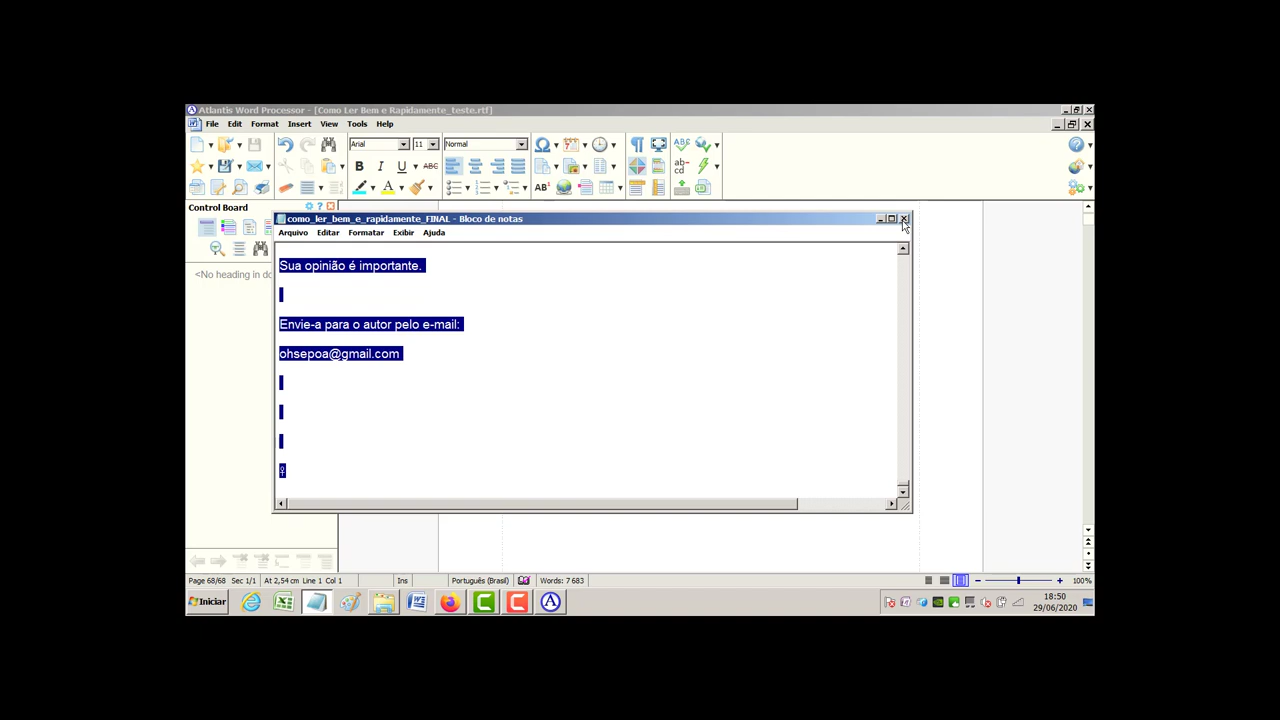 Atlantis Word Processor - [Como Ler Bem e Rapidamente_teste.rtf]
File Edit Format Insert View Tools Help
Arial 11 Normal
Control Board
<No heading in do
como_ler_bem_e_rapidamente_FINAL - Bloco de notas
Arquivo Editar Formatar Exibir Ajuda
Sua opinião é importante.
Envie-a para o autor pelo e-mail:
ohsepoa@gmail.com
Page 68/68 Sec 1/1 At 2,54 cm Line 1 Col 1 Ins Português (Brasil) Words: 7 683 100%
Iniciar
18:50
29/06/2020